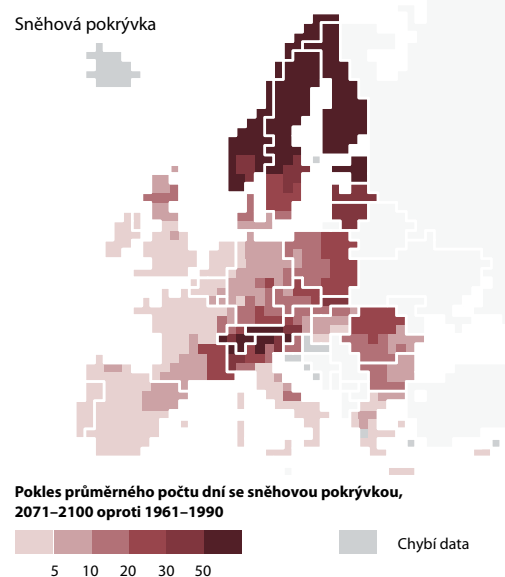 Sněhová pokrývka
Pokles průměrného počtu dní se sněhovou pokrývkou,
2071–2100 oproti 1961–1990
5 10 20 30 50
Chybí data